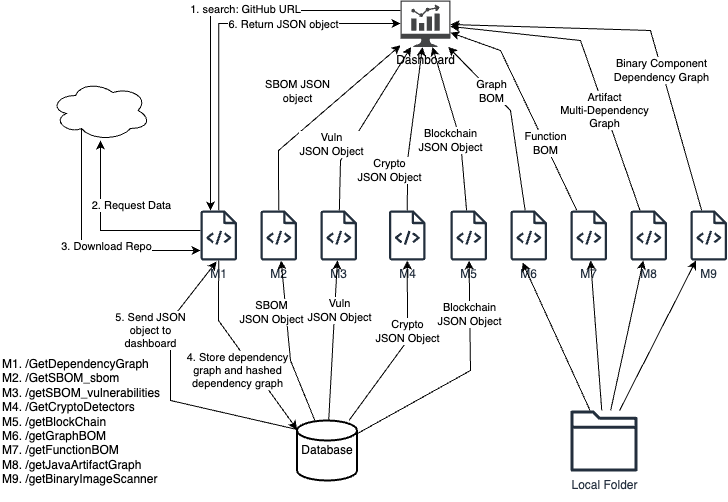 1. search: GitHub URL
6. Return JSON object
Dashboard
SBOM JSON
object
Graph
BOM
Binary Component
Dependency Graph
Artifact
Multi-Dependency
Graph
Vuln
JSON Object
Blockchain
JSON Object
Function
BOM
Crypto
JSON Object
2. Request Data
3. Download Repo
</>
</>
</>
</>
</>
</>
</>
</>
</>
M1
M2
M3
M4
M5
M6
M7
M8
M9
5. Send JSON
object to
dashboard
SBOM
JSON Object
Vuln
JSON Object
Blockchain
JSON Object
Crypto
JSON Object
4. Store dependency
graph and hashed
dependency graph
M1. /GetDependencyGraph
M2. /GetSBOM_sbom
M3. /getSBOM_vulnerabilities
M4. /GetCryptoDetectors
M5. /getBlockChain
M6. /getGraphBOM
M7. /getFunctionBOM
M8. /getJavaArtifactGraph
M9. /getBinaryImageScanner
Database
Local Folder